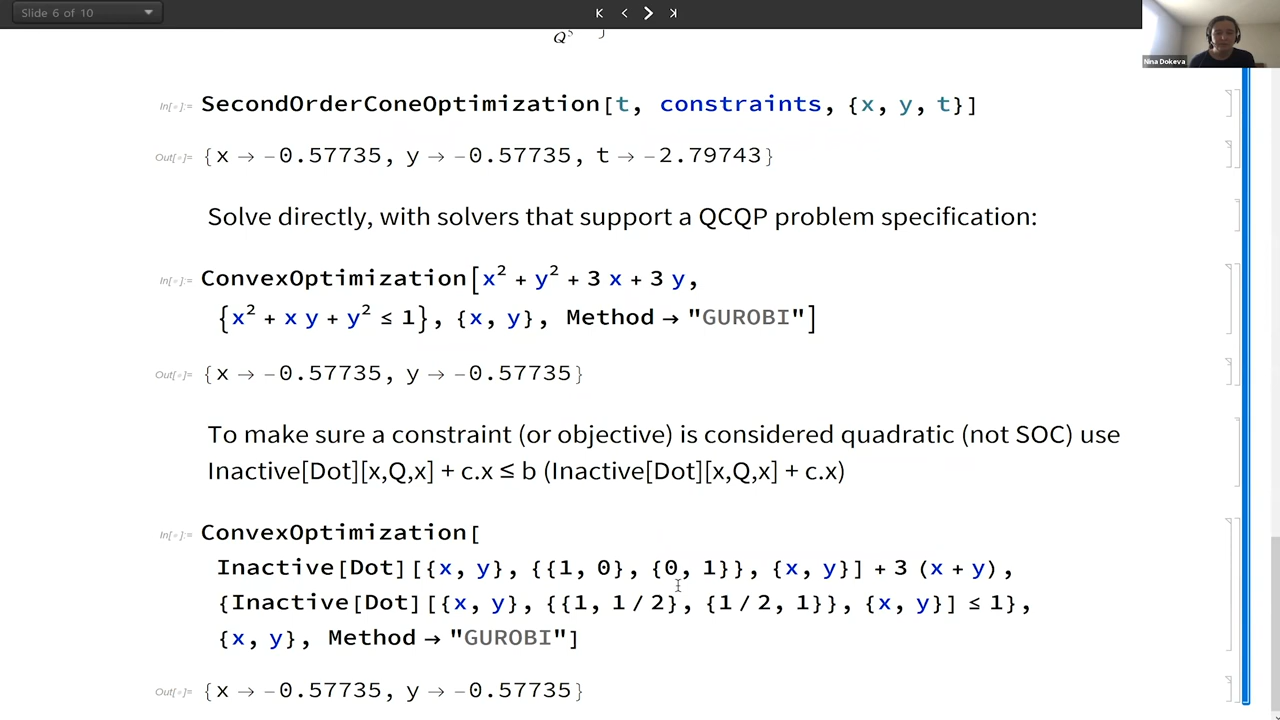 Slide 6 of 10
Nina Dokeva
Q⁵ }
In[◦]:= SecondOrderConeOptimization[t, constraints, {x, y, t}]
Out[◦]= {x → -0.57735, y → -0.57735, t → -2.79743}
Solve directly, with solvers that support a QCQP problem specification:
In[◦]:= ConvexOptimization[x² + y² + 3 x + 3 y,
{x² + x y + y² ≤ 1}, {x, y}, Method → "GUROBI"]
Out[◦]= {x → -0.57735, y → -0.57735}
To make sure a constraint (or objective) is considered quadratic (not SOC) use
Inactive[Dot][x,Q,x] + c.x ≤ b (Inactive[Dot][x,Q,x] + c.x)
In[◦]:= ConvexOptimization[
Inactive[Dot][{x, y}, {{1, 0}, {0, 1}}, {x, y}] + 3 (x + y),
{Inactive[Dot][{x, y}, {{1, 1/2}, {1/2, 1}}, {x, y}] ≤ 1},
{x, y}, Method → "GUROBI"]
Out[◦]= {x → -0.57735, y → -0.57735}